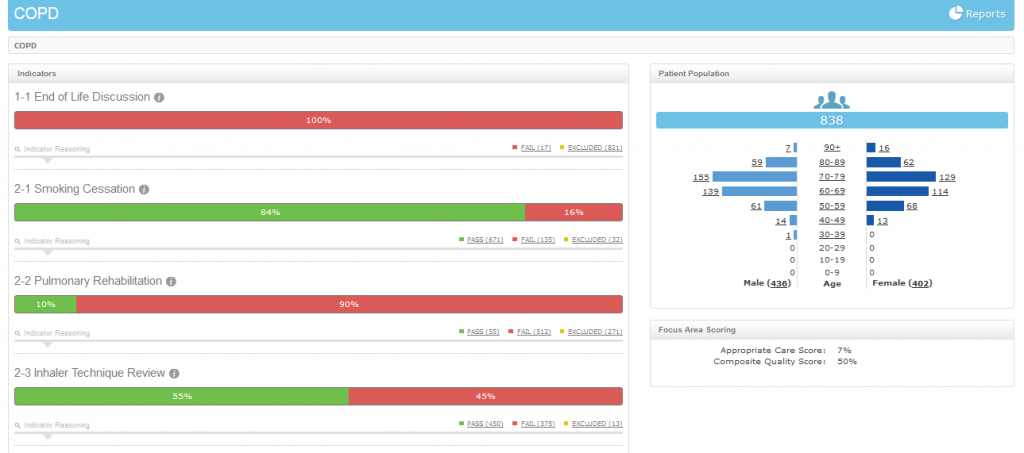 COPD
Reports
COPD
Indicators
1-1 End of Life Discussion
100%
Indicator Reasoning
FAIL (17) EXCLUDED (821)
2-1 Smoking Cessation
84% 16%
Indicator Reasoning
PASS (671) FAIL (135) EXCLUDED (32)
2-2 Pulmonary Rehabilitation
10% 90%
Indicator Reasoning
PASS (55) FAIL (512) EXCLUDED (271)
2-3 Inhaler Technique Review
55% 45%
Indicator Reasoning
PASS (450) FAIL (375) EXCLUDED (13)
Patient Population
838
7 90+ 16
59 80-89 62
155 70-79 129
139 60-69 114
61 50-59 68
14 40-49 13
1 30-39 0
0 20-29 0
0 10-19 0
0 0-9 0
Male (436) Age Female (402)
Focus Area Scoring
Appropriate Care Score: 7%
Composite Quality Score: 50%